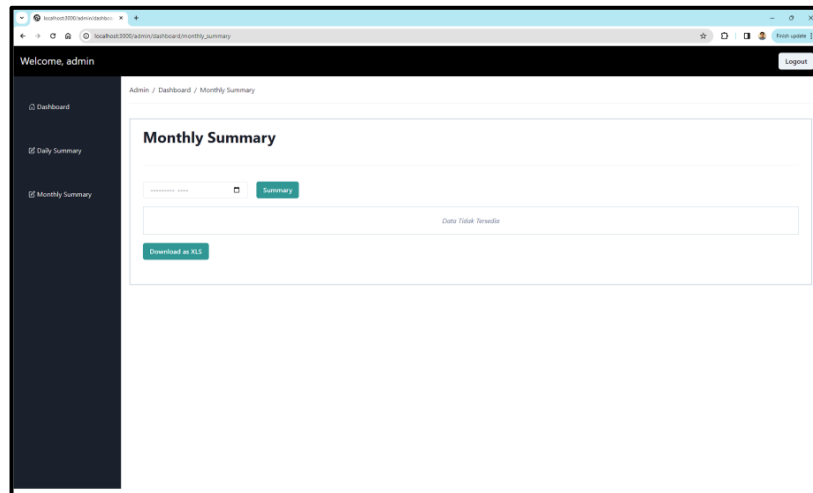 localhost:3000/admin/dashboa
localhost:3000/admin/dashboard/monthly_summary
Finish update
Welcome, admin
Logout
Admin / Dashboard / Monthly Summary
Dashboard
Monthly Summary
Daily Summary
Monthly Summary
--------- ----
Summary
Data Tidak Tersedia
Download as XLS